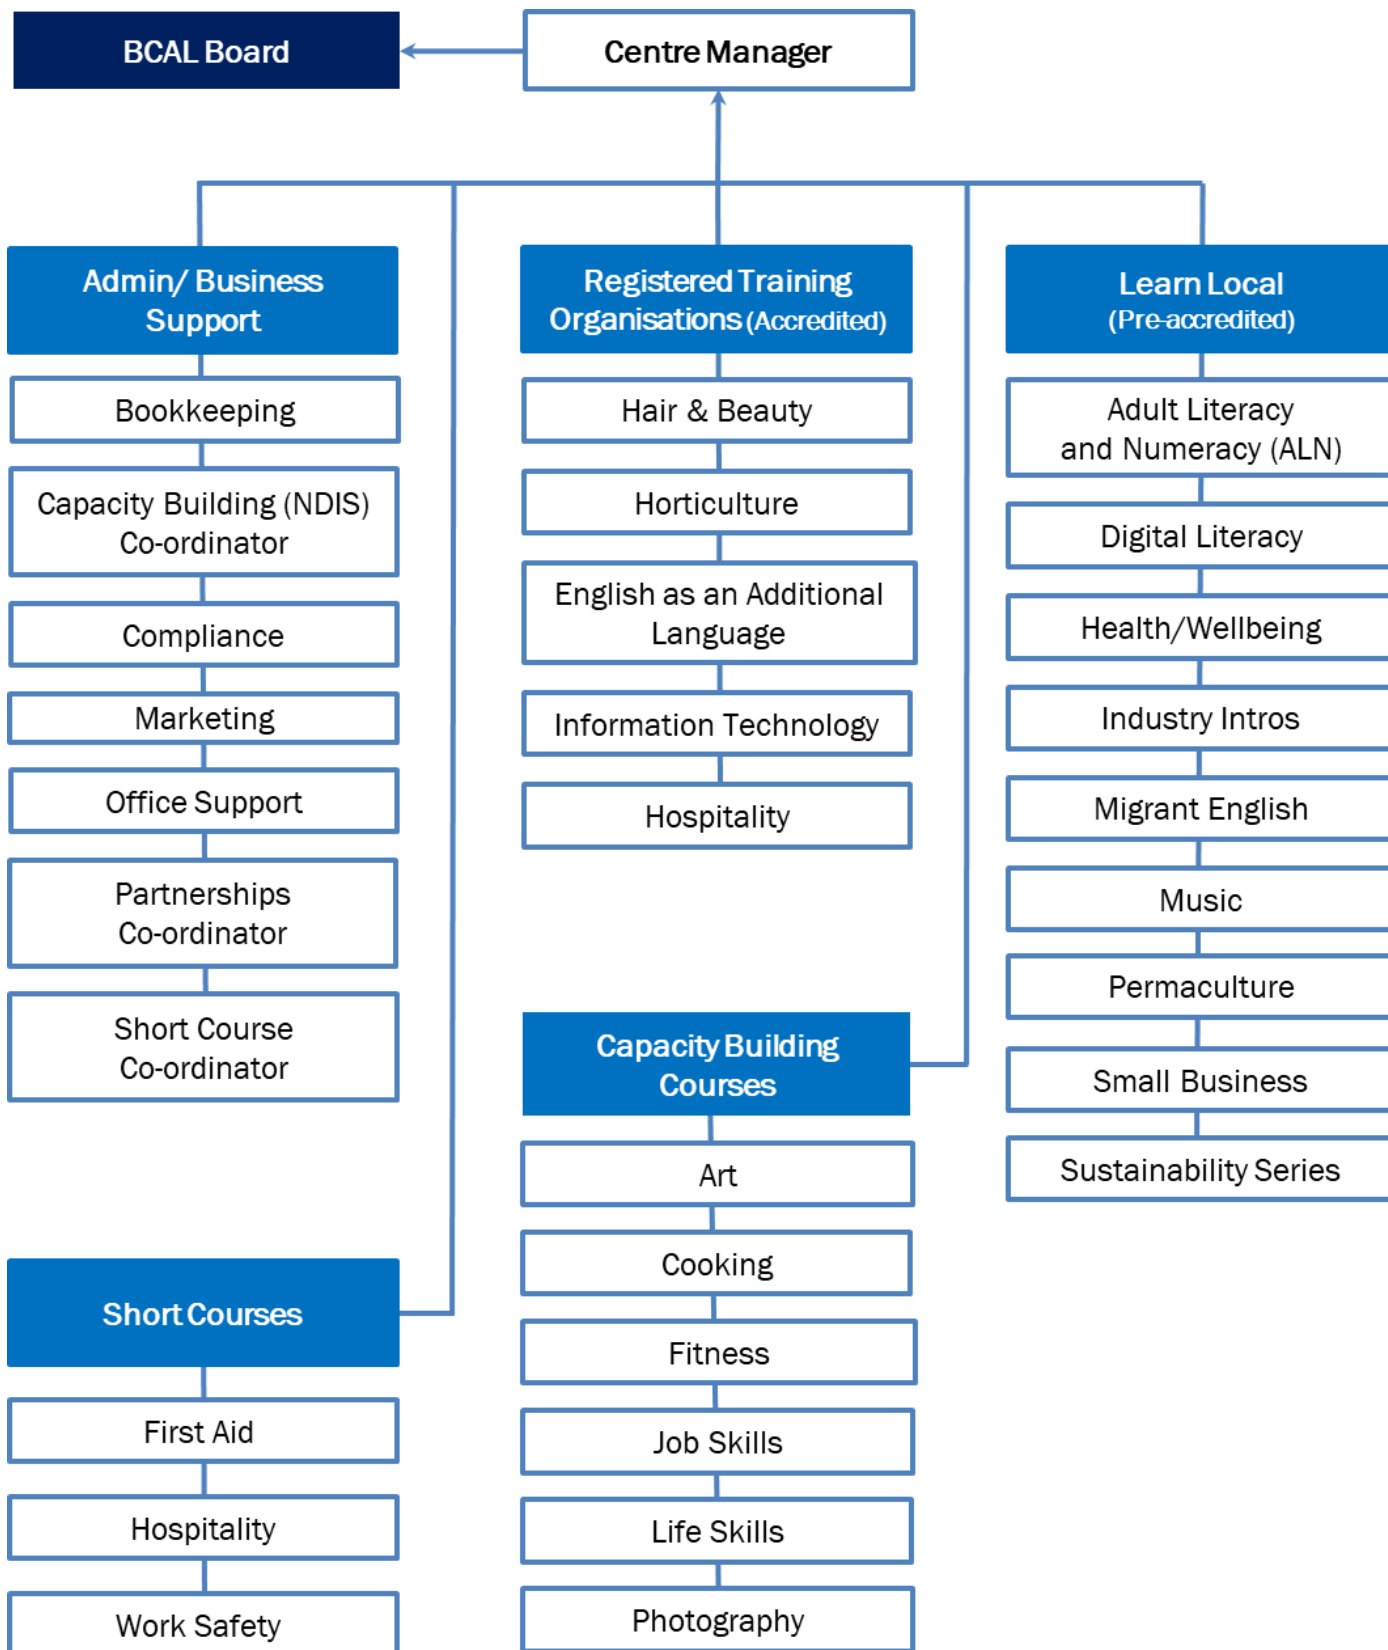 BCAL Board
Centre Manager
Admin/ Business
Support
Bookkeeping
Capacity Building (NDIS)
Co-ordinator
Compliance
Marketing
Office Support
Partnerships
Co-ordinator
Short Course
Co-ordinator
Registered Training
Organisations (Accredited)
Hair & Beauty
Horticulture
English as an Additional
Language
Information Technology
Hospitality
Learn Local
(Pre-accredited)
Adult Literacy
and Numeracy (ALN)
Digital Literacy
Health/Wellbeing
Industry Intros
Migrant English
Music
Permaculture
Small Business
Sustainability Series
Short Courses
First Aid
Hospitality
Work Safety
Capacity Building
Courses
Art
Cooking
Fitness
Job Skills
Life Skills
Photography